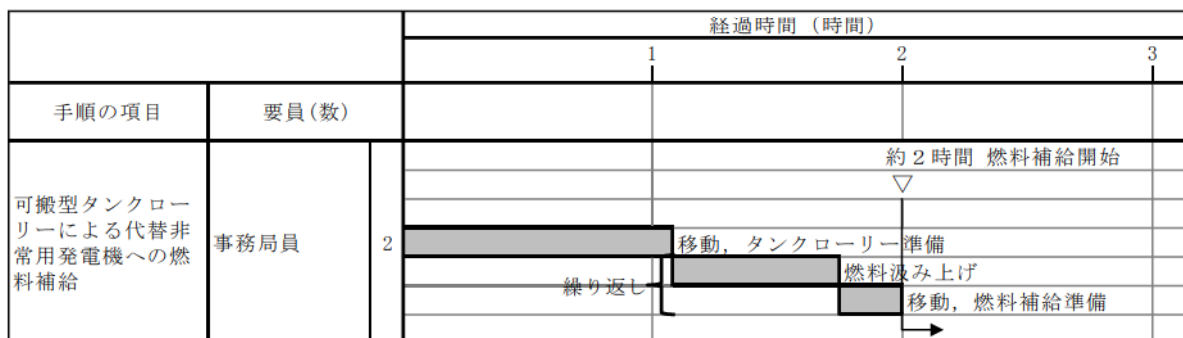 経過時間（時間）
1 2 3
手順の項目 要員(数)
約２時間 燃料補給開始
▽
可搬型タンクロー
リーによる代替非
常用発電機への燃
料補給
事務局員 2
移動，タンクローリー準備
燃料汲み上げ
繰り返し
移動，燃料補給準備